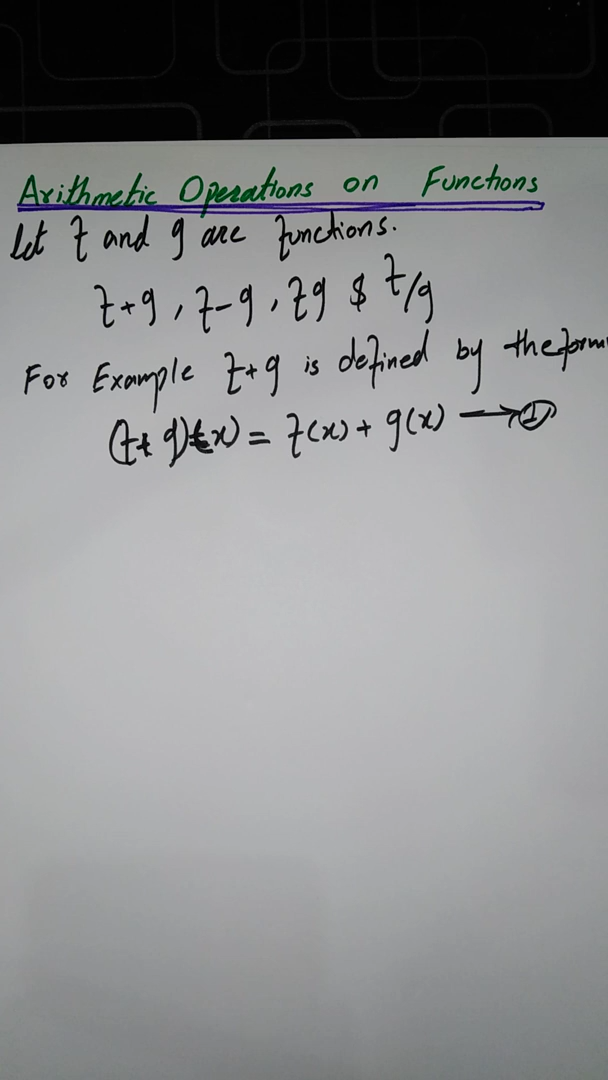 Arithmetic Operations on Functions
Let f and g are functions.
f+g, f-g, fg & f/g
For Example f+g is defined by the form
(f+g)(x) = f(x) + g(x) → ①